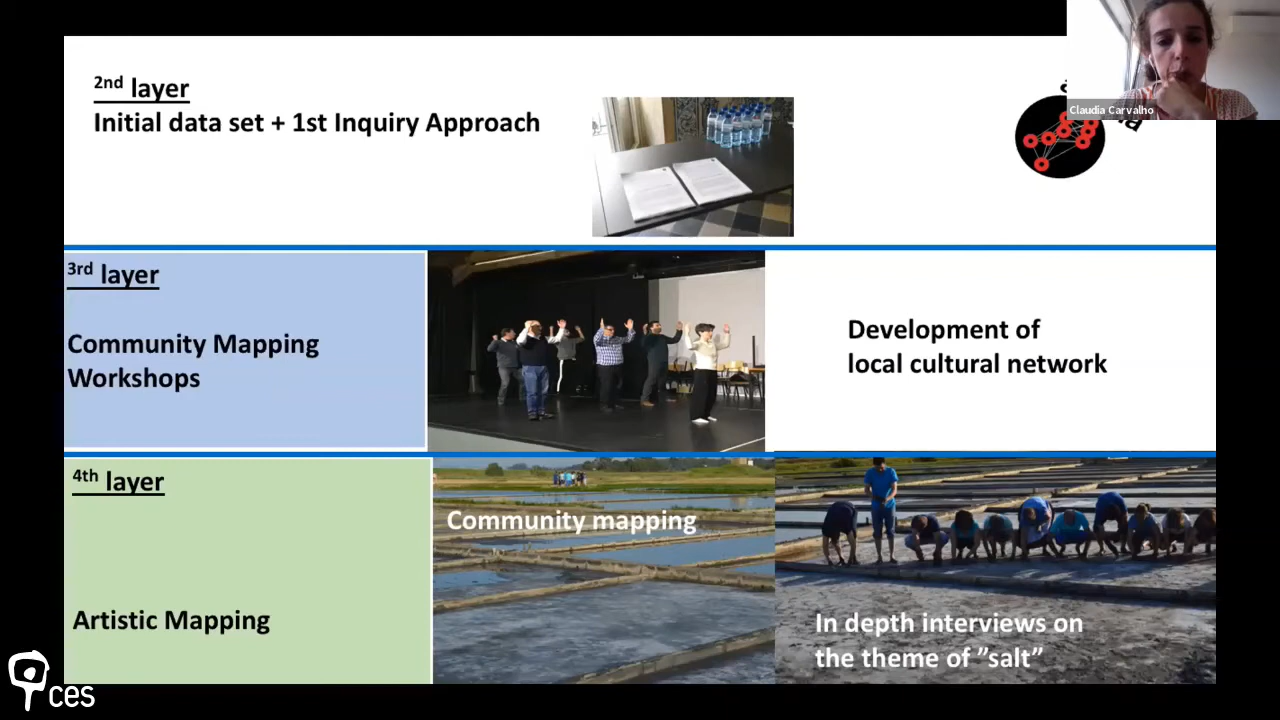 2nd layer
Initial data set + 1st Inquiry Approach
Claudia Carvalho
3rd layer
Community Mapping
Workshops
Development of
local cultural network
4th layer
Community mapping
Artistic Mapping
In depth interviews on
the theme of ”salt”
ces